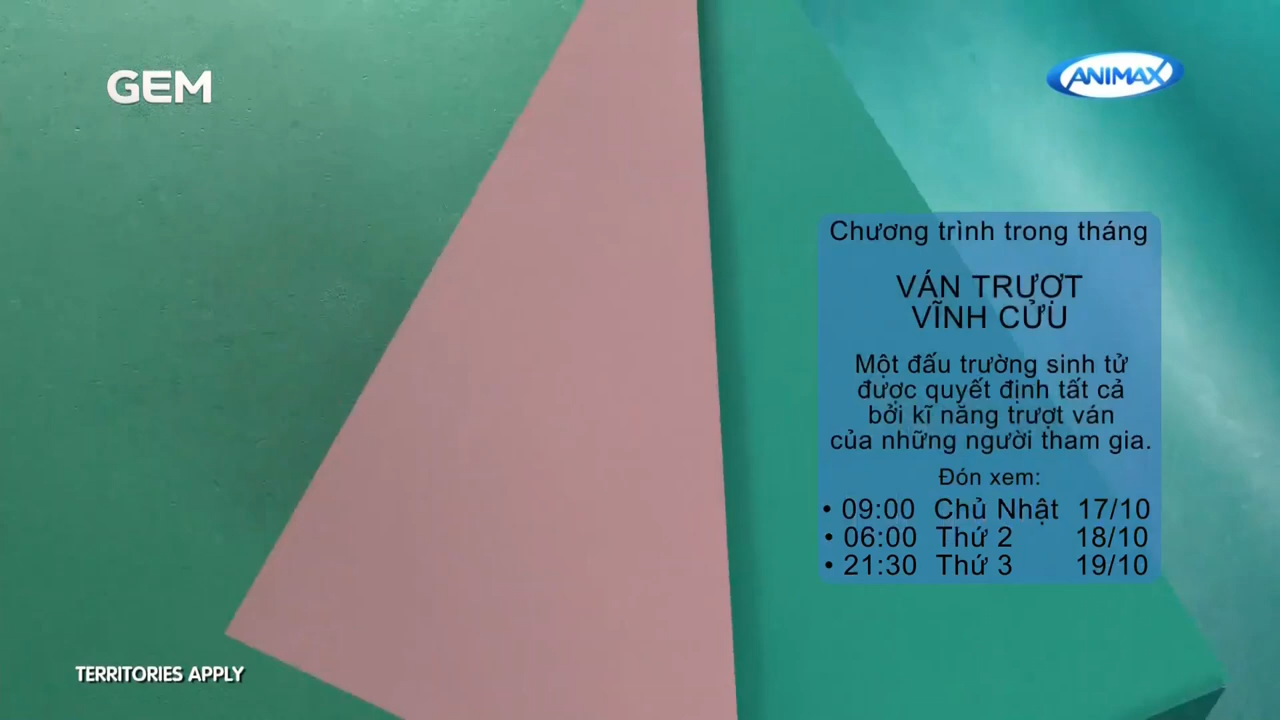 GEM
ANIMAX
Chương trình trong tháng
VÁN TRƯỢT
VĨNH CỬU
Một đấu trường sinh tử
được quyết định tất cả
bởi kĩ năng trượt ván
của những người tham gia.
Đón xem:
• 09:00 Chủ Nhật 17/10
• 06:00 Thứ 2 18/10
• 21:30 Thứ 3 19/10
TERRITORIES APPLY